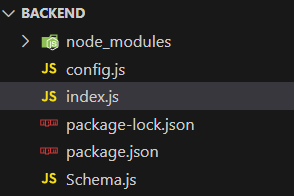 BACKEND
node_modules
JS config.js
JS index.js
package-lock.json
package.json
JS Schema.js